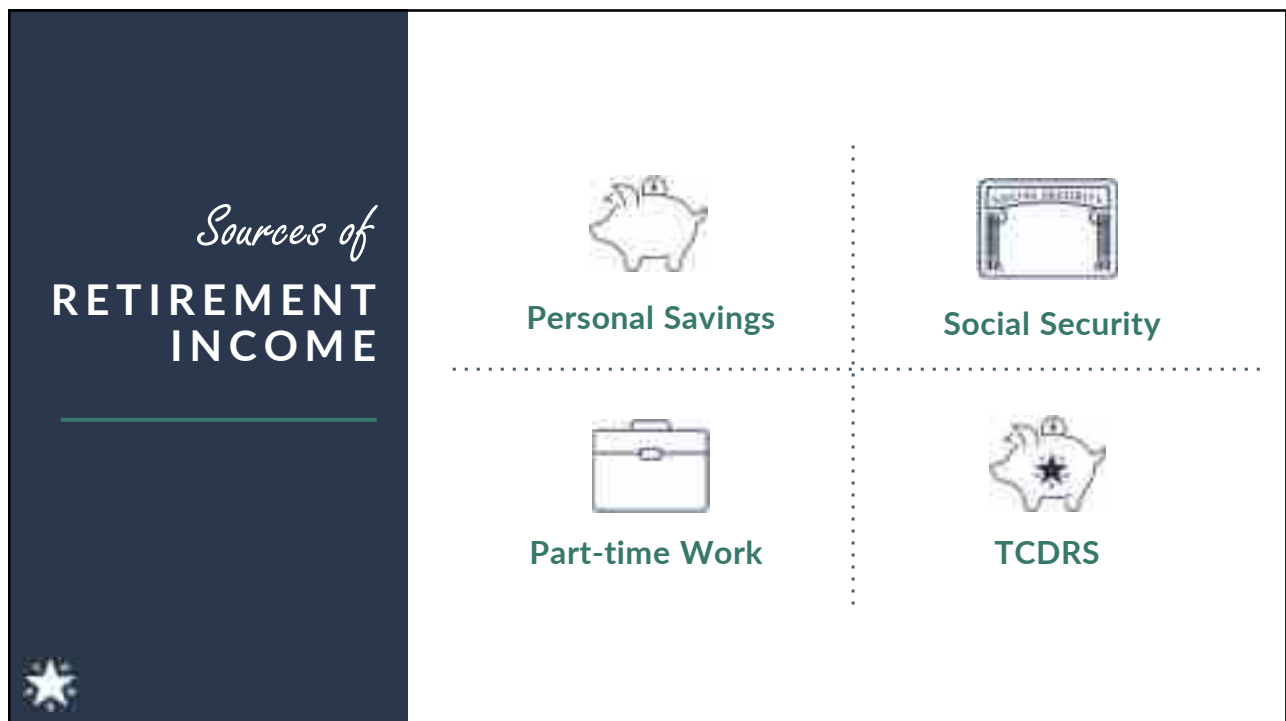 Sources of
RETIREMENT
INCOME
Personal Savings
Social Security
Part-time Work
TCDRS